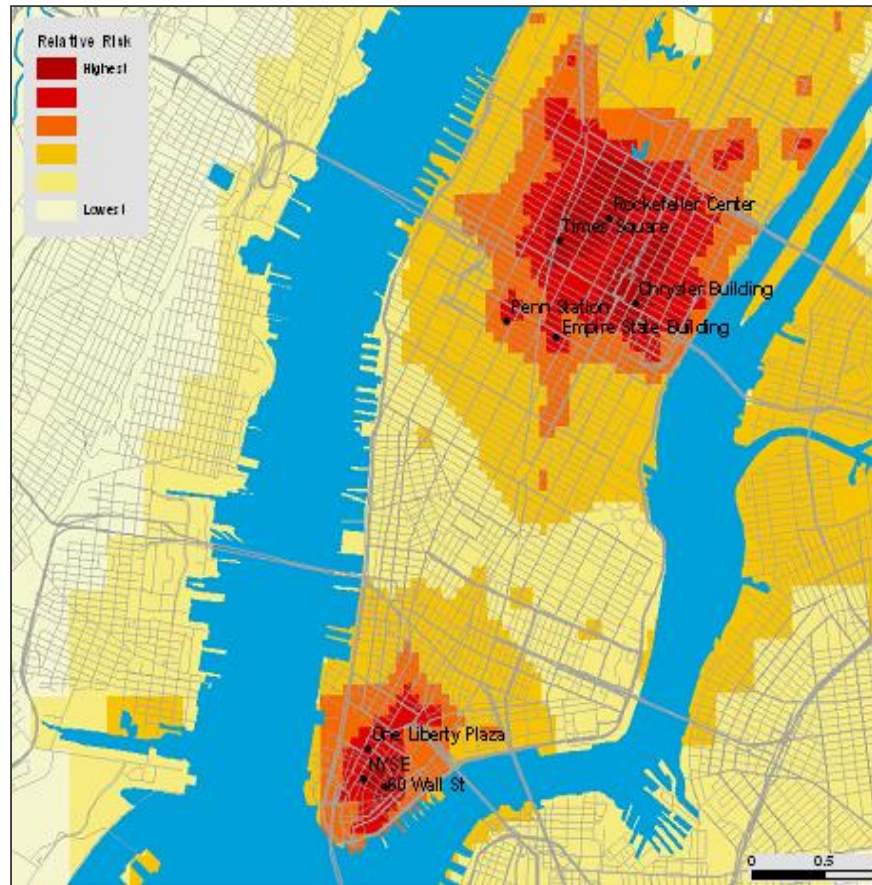 Relative Risk
Highest
Lowest
Rockefeller Center
Times Square
Chrysler Building
Penn Station
Empire State Building
One Liberty Plaza
NYSE
60 Wall St
0 0.5